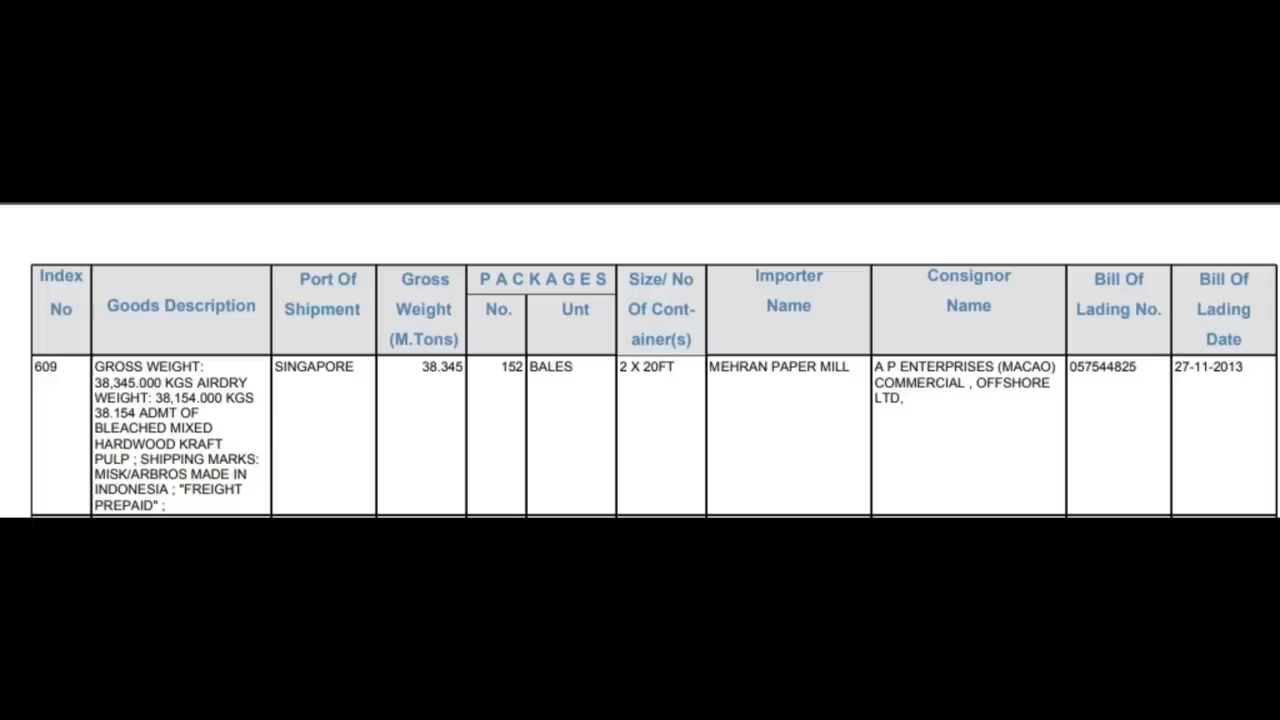 Index No
Goods Description
Port Of Shipment
Gross Weight (M.Tons)
PACKAGES
No.
Unt
Size/ No Of Cont-ainer(s)
Importer Name
Consignor Name
Bill Of Lading No.
Bill Of Lading Date
609
GROSS WEIGHT:
38,345.000 KGS AIRDRY
WEIGHT: 38,154.000 KGS
38.154 ADMT OF
BLEACHED MIXED
HARDWOOD KRAFT
PULP ; SHIPPING MARKS:
MISK/ARBROS MADE IN
INDONESIA ; "FREIGHT
PREPAID" ;
SINGAPORE
38.345
152
BALES
2 X 20FT
MEHRAN PAPER MILL
A P ENTERPRISES (MACAO)
COMMERCIAL , OFFSHORE
LTD,
057544825
27-11-2013